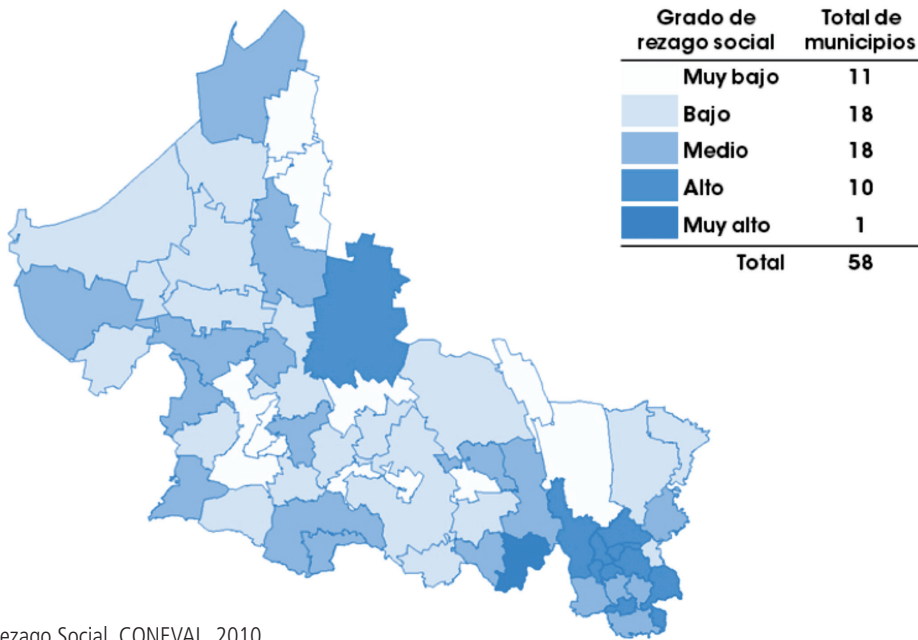 Grado de rezago social Total de municipios
Muy bajo 11
Bajo 18
Medio 18
Alto 10
Muy alto 1
Total 58
Social, CONEVAL, 2010